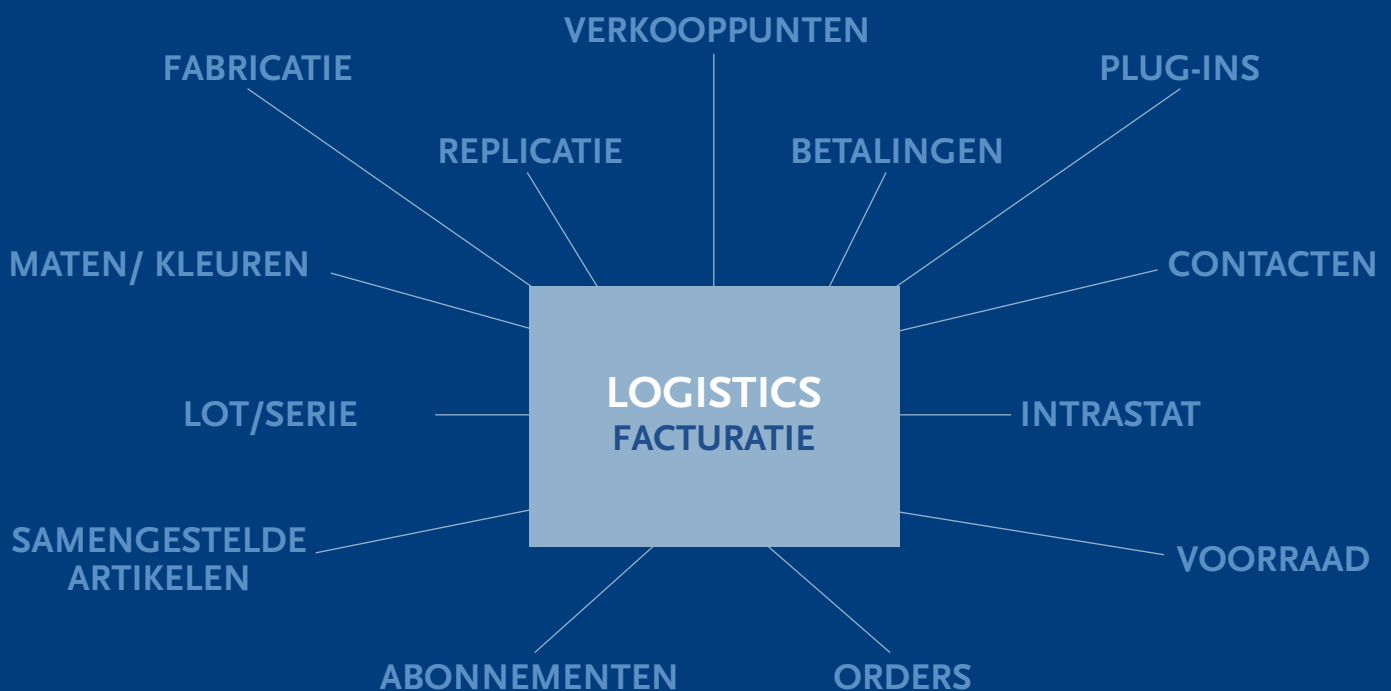 VERKOOPPUNTEN
FABRICATIE
PLUG-INS
REPLICATIE
BETALINGEN
MATEN/ KLEUREN
CONTACTEN
LOGISTICS
FACTURATIE
LOT/SERIE
INTRASTAT
SAMENGESTELDE
ARTIKELEN
VOORRAAD
ABONNEMENTEN
ORDERS